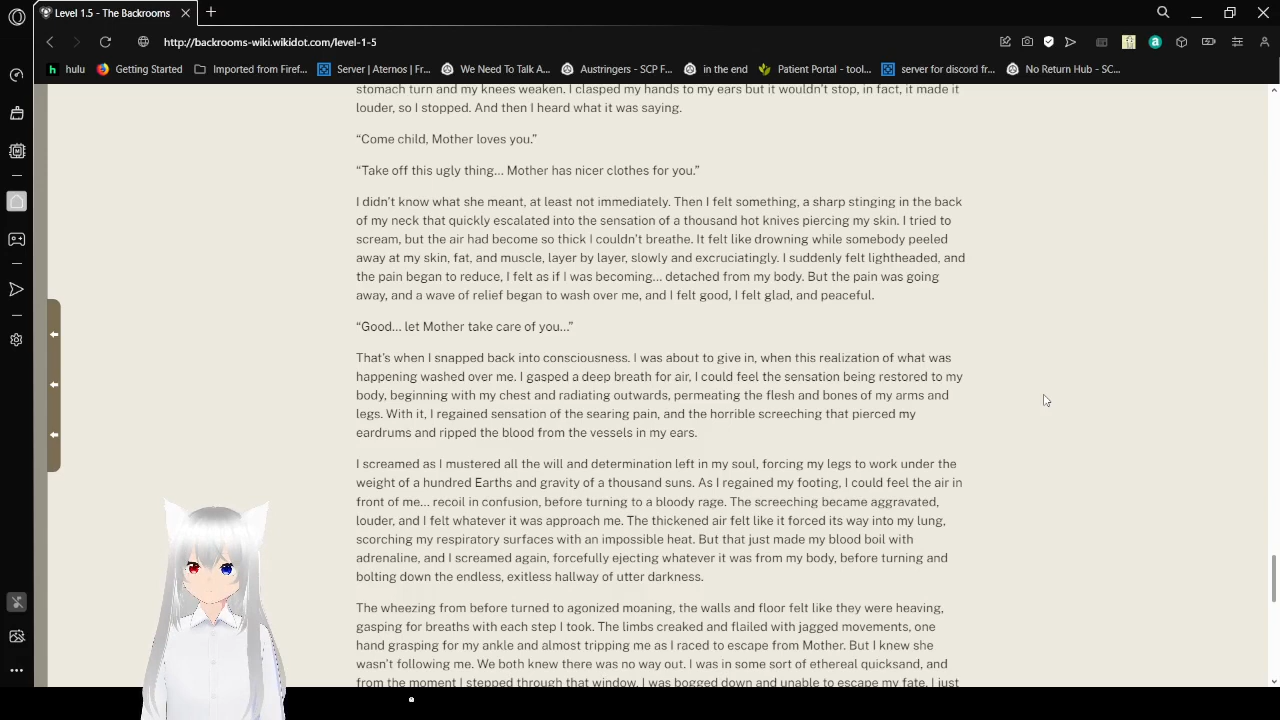 Level 1.5 - The Backrooms
http://backrooms-wiki.wikidot.com/level-1-5
hulu
Getting Started
Imported from Firef...
Server | Aternos | Fr...
We Need To Talk A...
Austringers - SCP F...
in the end
Patient Portal - tool...
server for discord fr...
No Return Hub - SC...
stomach turn and my knees weaken. I clasped my hands to my ears but it wouldn't stop, in fact, it made it
louder, so I stopped. And then I heard what it was saying.
“Come child, Mother loves you.”
“Take off this ugly thing… Mother has nicer clothes for you.”
I didn't know what she meant, at least not immediately. Then I felt something, a sharp stinging in the back
of my neck that quickly escalated into the sensation of a thousand hot knives piercing my skin. I tried to
scream, but the air had become so thick I couldn't breathe. It felt like drowning while somebody peeled
away at my skin, fat, and muscle, layer by layer, slowly and excruciatingly. I suddenly felt lightheaded, and
the pain began to reduce, I felt as if I was becoming… detached from my body. But the pain was going
away, and a wave of relief began to wash over me, and I felt good, I felt glad, and peaceful.
“Good… let Mother take care of you…”
That's when I snapped back into consciousness. I was about to give in, when this realization of what was
happening washed over me. I gasped a deep breath for air, I could feel the sensation being restored to my
body, beginning with my chest and radiating outwards, permeating the flesh and bones of my arms and
legs. With it, I regained sensation of the searing pain, and the horrible screeching that pierced my
eardrums and ripped the blood from the vessels in my ears.
I screamed as I mustered all the will and determination left in my soul, forcing my legs to work under the
weight of a hundred Earths and gravity of a thousand suns. As I regained my footing, I could feel the air in
front of me… recoil in confusion, before turning to a bloody rage. The screeching became aggravated,
louder, and I felt whatever it was approach me. The thickened air felt like it forced its way into my lung,
scorching my respiratory surfaces with an impossible heat. But that just made my blood boil with
adrenaline, and I screamed again, forcefully ejecting whatever it was from my body, before turning and
bolting down the endless, exitless hallway of utter darkness.
The wheezing from before turned to agonized moaning, the walls and floor felt like they were heaving,
gasping for breaths with each step I took. The limbs creaked and flailed with jagged movements, one
hand grasping for my ankle and almost tripping me as I raced to escape from Mother. But I knew she
wasn't following me. We both knew there was no way out. I was in some sort of ethereal quicksand, and
from the moment I stepped through that window, I was bogged down and unable to escape my fate. I just